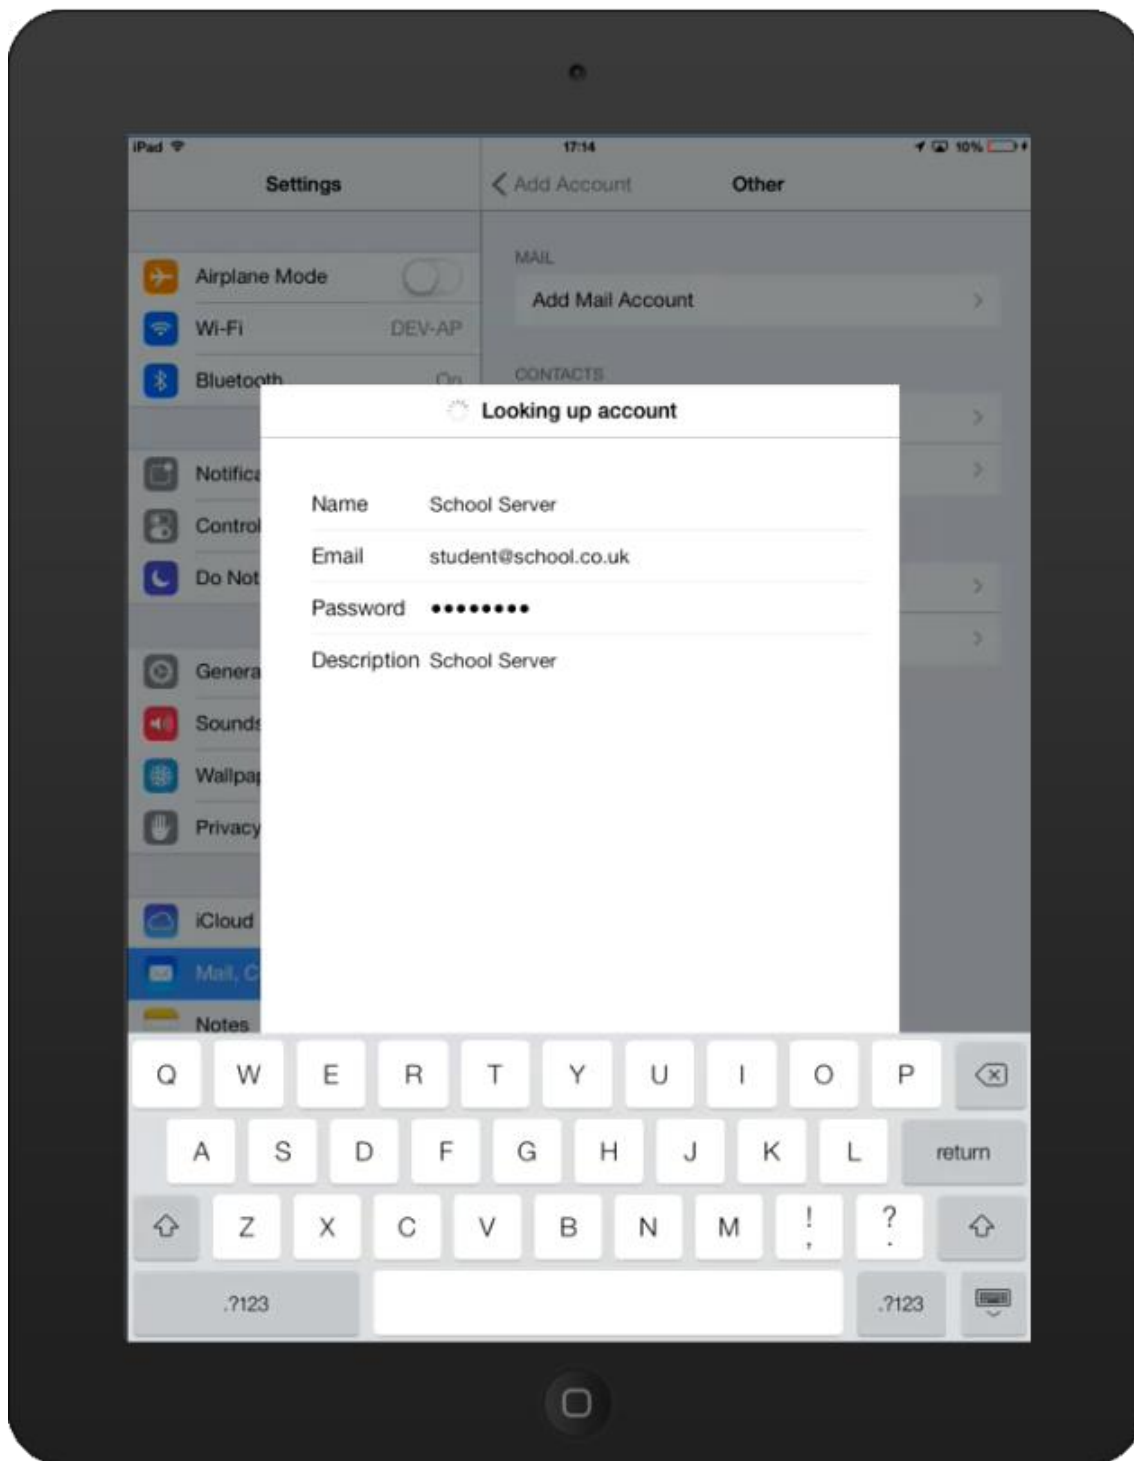 iPad 17:14 10%
Settings
Add Account Other
Airplane Mode
Wi-Fi DEV-AP
Bluetooth On
Notifica
Control
Do Not
Genera
Sounds
Wallpap
Privacy
iCloud
Mail, C
Notes
MAIL
Add Mail Account
CONTACTS
Looking up account
Name School Server
Email student@school.co.uk
Password ••••••••
Description School Server
Q W E R T Y U I O P
A S D F G H J K L return
Z X C V B N M ! , ? .
.?123 .?123